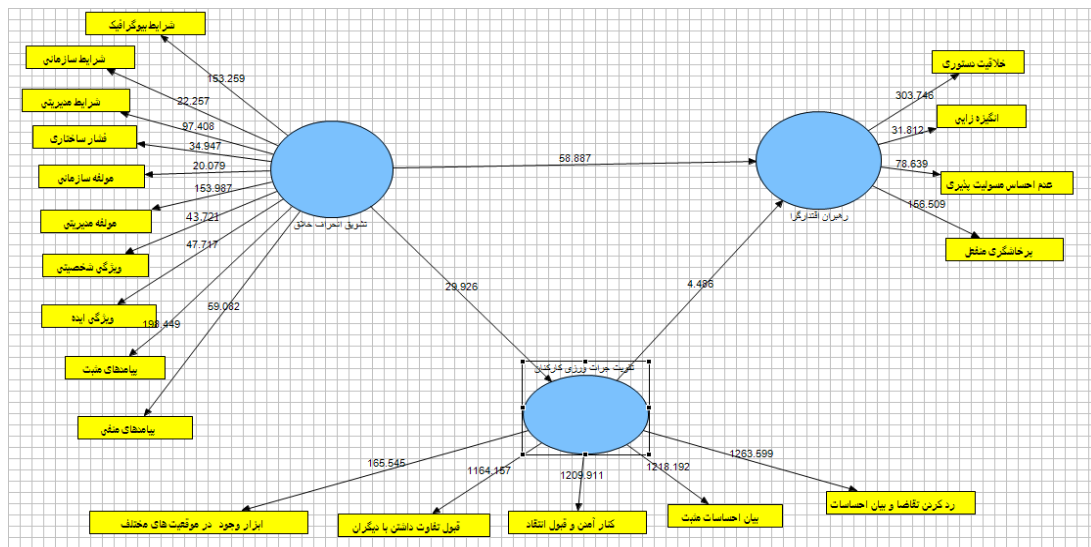 شرایط بیوگرافیک
153.259
شرایط سازمانی
22.257
شرایط مدیریتی
97.408
فشار ساختاری
34.947
مولفه سازمانی
20.079
مولفه مدیریتی
153.987
ویژگی شخصیتی
43.721
ویژگی ایده
47.717
پیامدهای مثبت
198.449
پیامدهای منفی
59.082
تشویق انحراف خلاق
58.887
29.926
4.486
رهبران اقتدارگرا
خلاقیت دستوری
303.746
انگیزه زایی
31.812
عدم احساس مسولیت پذیری
78.639
پرخاشگری منفعل
156.509
تقویت جرات ورزی کارکنان
165.545
1164.157
1209.911
1218.192
1263.599
رد کردن تقاضا و بیان احساسات
بیان احساسات مثبت
کنار آمدن و قبول انتقاد
قبول تفاوت داشتن با دیگران
ابزار وجود در موقعیت های مختلف